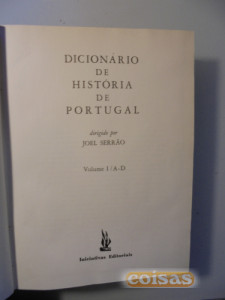 DICIONÁRIO
DE
HISTÓRIA
DE
PORTUGAL
dirigido por
JOEL SERRÃO
Volume I / A-D
Iniciativas Editoriais
coisas